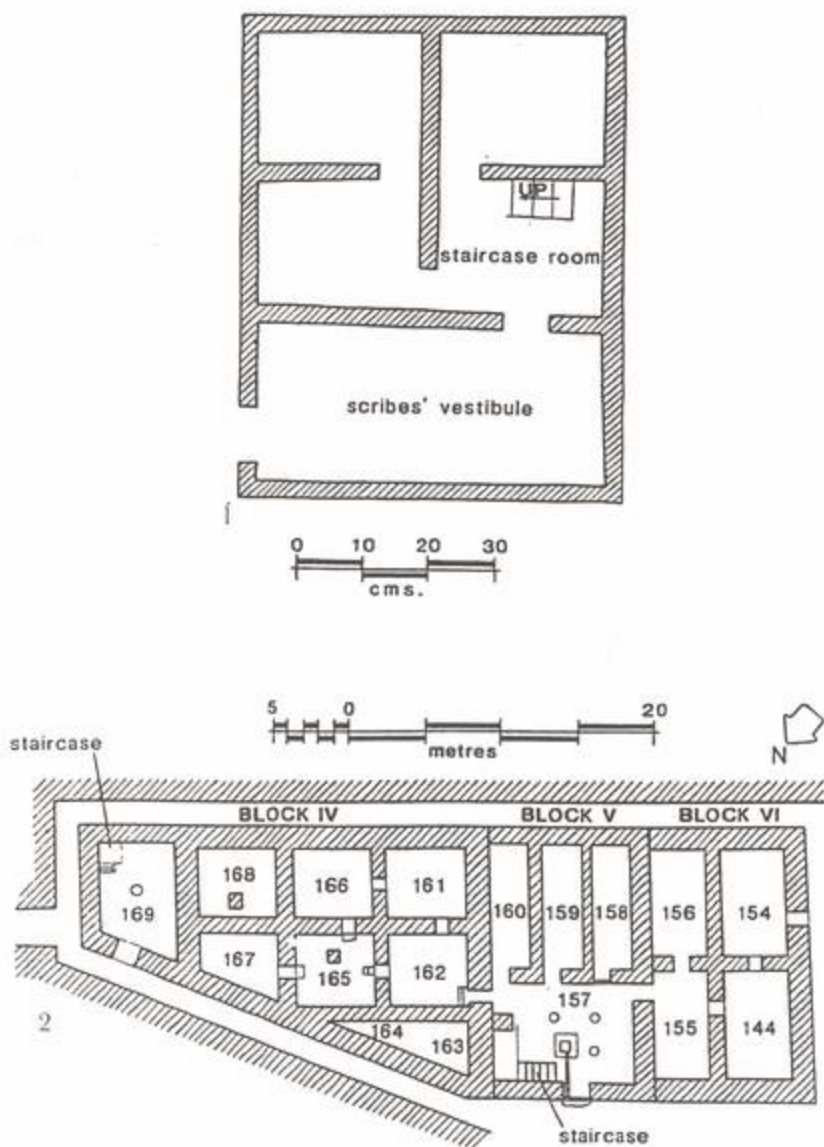 UP
staircase room
scribes' vestibule
1
0 10 20 30
cms.
5 0 20
metres
N
staircase
BLOCK IV BLOCK V BLOCK VI
168 166 161 160 159 158 156 154
169
167 165 162 157
164 163 155 144
2
staircase